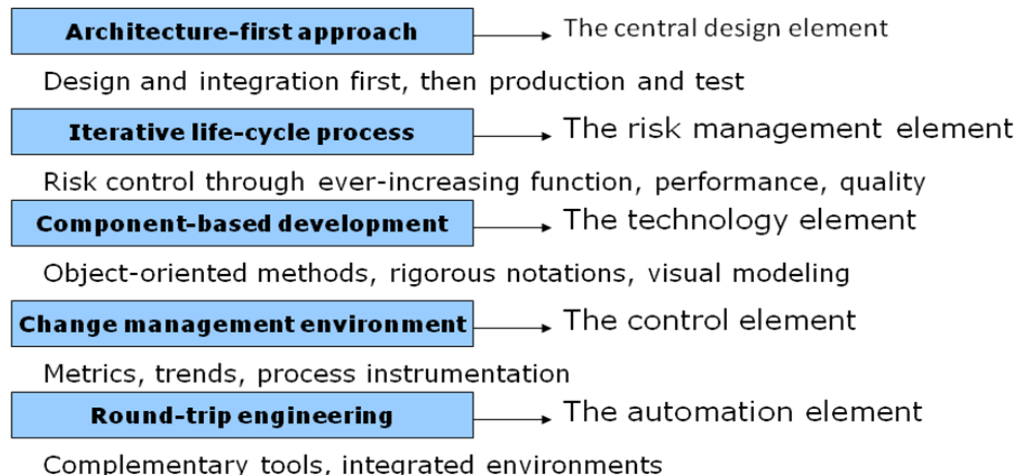 Architecture-first approach The central design element
Design and integration first, then production and test
Iterative life-cycle process The risk management element
Risk control through ever-increasing function, performance, quality
Component-based development The technology element
Object-oriented methods, rigorous notations, visual modeling
Change management environment The control element
Metrics, trends, process instrumentation
Round-trip engineering The automation element
Complementary tools, integrated environments